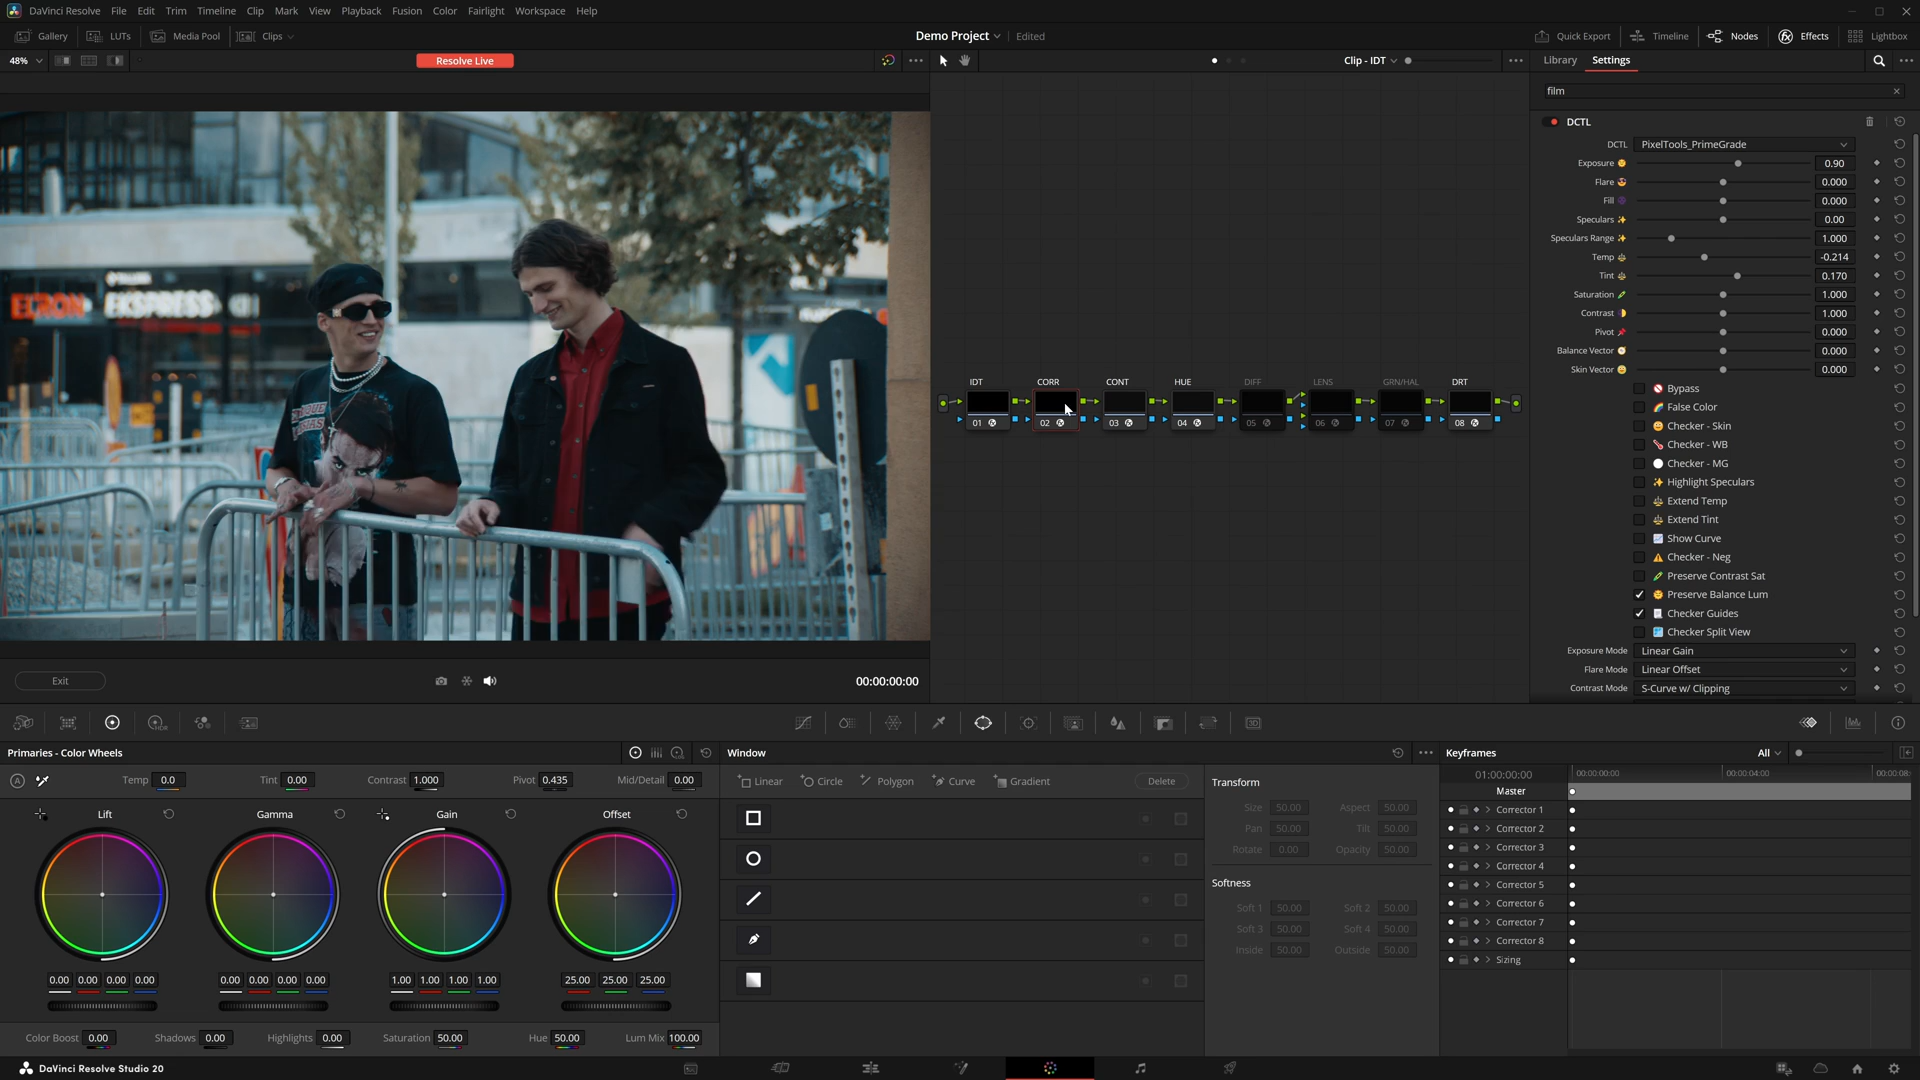 DaVinci Resolve File Edit Trim Timeline Clip Mark View Playback Fusion Color Fairlight Workspace Help
Gallery LUTs Media Pool Clips Demo Project Edited Quick Export Timeline Nodes Effects Lightbox
48% Resolve Live Clip - IDT Library Settings
film
DCTL
DCTL PixelTools_PrimeGrade
Exposure 0.90
Flare 0.000
Fill 0.000
Speculars 0.00
Speculars Range 1.000
Temp -0.214
Tint 0.170
Saturation 1.000
Contrast 1.000
Pivot 0.000
Balance Vector 0.000
Skin Vector 0.000
Bypass
False Color
Checker - Skin
Checker - WB
Checker - MG
Highlight Speculars
Extend Temp
Extend Tint
Show Curve
Checker - Neg
Preserve Contrast Sat
Preserve Balance Lum
Checker Guides
Checker Split View
Exposure Mode Linear Gain
Flare Mode Linear Offset
Contrast Mode S-Curve w/ Clipping
EKSPRESS
IDT CORR CONT HUE DIFF LENS GRN/HAL DRT
01 02 03 04 05 06 07 08
Exit 00:00:00:00
HDR
3D
Primaries - Color Wheels
Temp 0.0 Tint 0.00 Contrast 1.000 Pivot 0.435 Mid/Detail 0.00
Lift Gamma Gain Offset
0.00 0.00 0.00 0.00 0.00 0.00 0.00 0.00 1.00 1.00 1.00 1.00 25.00 25.00 25.00
Color Boost 0.00 Shadows 0.00 Highlights 0.00 Saturation 50.00 Hue 50.00 Lum Mix 100.00
Window
Linear Circle Polygon Curve Gradient Delete
Transform
Size 50.00 Aspect 50.00
Pan 50.00 Tilt 50.00
Rotate 0.00 Opacity 50.00
Softness
Soft 1 50.00 Soft 2 50.00
Soft 3 50.00 Soft 4 50.00
Inside 50.00 Outside 50.00
Keyframes All
01:00:00:00 00:00:00:00 00:00:04:00 00:00:08:
Master
Corrector 1
Corrector 2
Corrector 3
Corrector 4
Corrector 5
Corrector 6
Corrector 7
Corrector 8
Sizing
DaVinci Resolve Studio 20